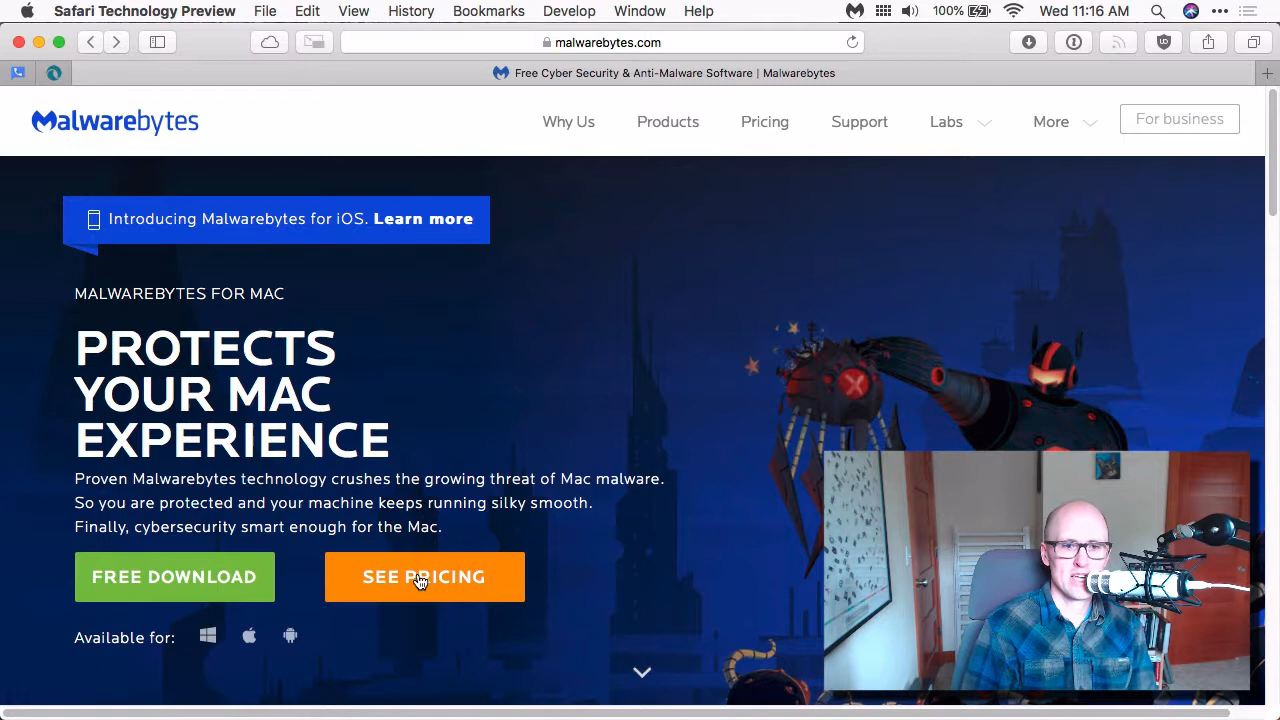 Safari Technology Preview File Edit View History Bookmarks Develop Window Help 100% Wed 11:16 AM
malwarebytes.com
Free Cyber Security & Anti-Malware Software | Malwarebytes
Malwarebytes Why Us Products Pricing Support Labs More For business
Introducing Malwarebytes for iOS. Learn more
MALWAREBYTES FOR MAC
PROTECTS
YOUR MAC
EXPERIENCE
Proven Malwarebytes technology crushes the growing threat of Mac malware.
So you are protected and your machine keeps running silky smooth.
Finally, cybersecurity smart enough for the Mac.
FREE DOWNLOAD SEE PRICING
Available for: